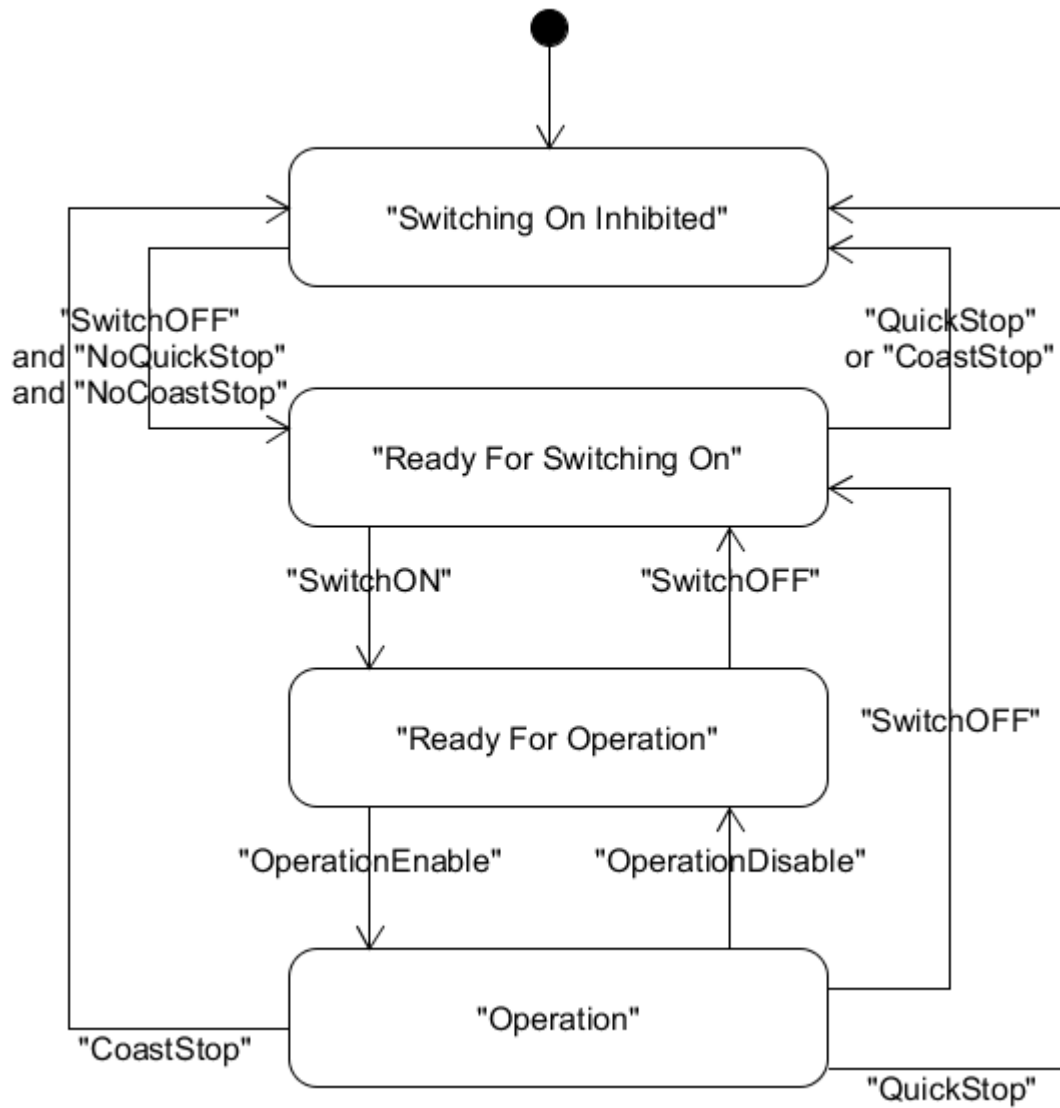 "Switching On Inhibited"
"SwitchOFF"
and "NoQuickStop"
and "NoCoastStop"
"QuickStop"
or "CoastStop"
"Ready For Switching On"
"SwitchON"
"SwitchOFF"
"Ready For Operation"
"SwitchOFF"
"OperationEnable"
"OperationDisable"
"Operation"
"CoastStop"
"QuickStop"